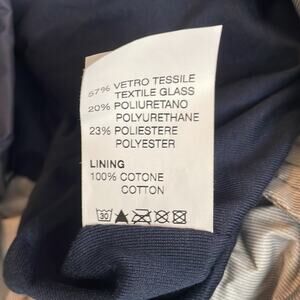 57% VETRO TESSILE
TEXTILE GLASS
20% POLIURETANO
POLYURETHANE
23% POLIESTERE
POLYESTER
LINING
100% COTONE
COTTON
30